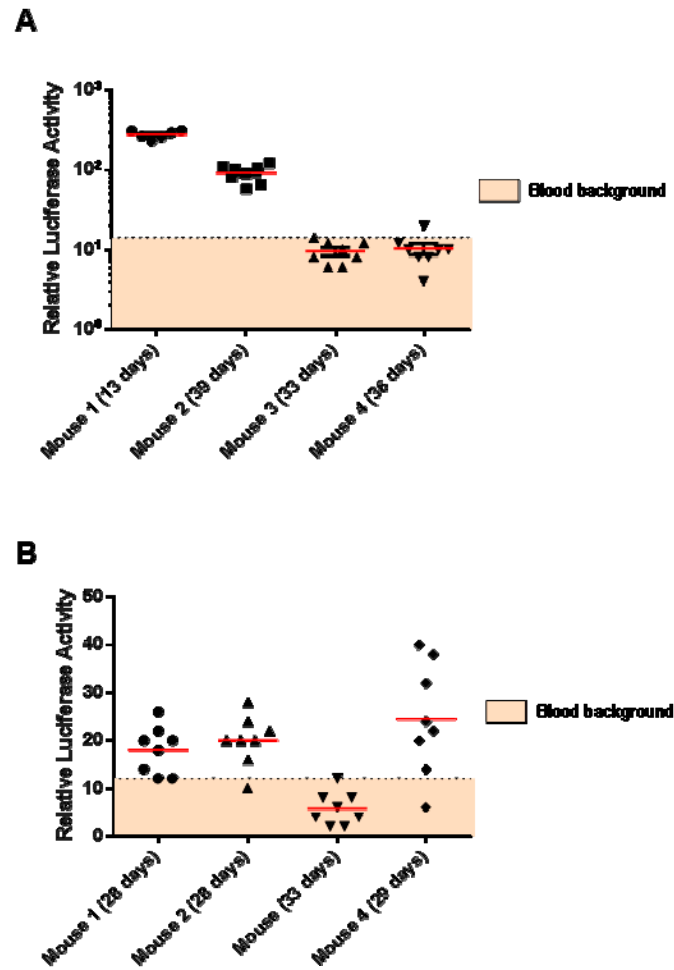 A
Relative Luciferase Activity
10³
10²
10¹
10⁰
Blood background
Mouse 1 (13 days)
Mouse 2 (39 days)
Mouse 3 (33 days)
Mouse 4 (36 days)
B
Relative Luciferase Activity
50
40
30
20
10
0
Blood background
Mouse 1 (28 days)
Mouse 2 (28 days)
Mouse (33 days)
Mouse 4 (29 days)